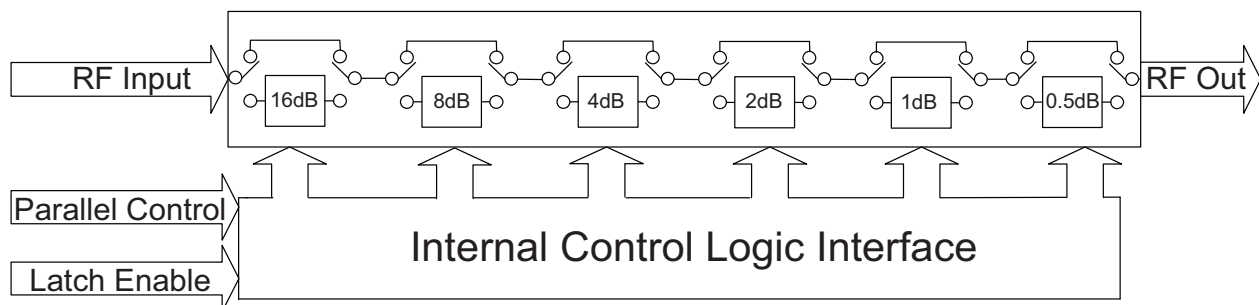 RF Input
16dB
8dB
4dB
2dB
1dB
0.5dB
RF Out
Parallel Control
Internal Control Logic Interface
Latch Enable